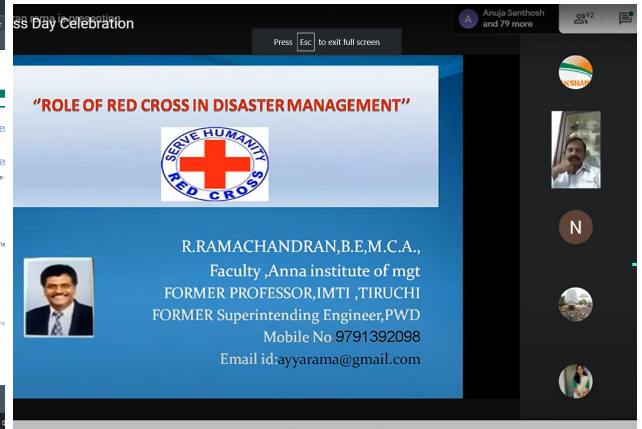 ss Day Celebration
Press Esc to exit full screen
Anuja Santhosh
and 79 more
A
92
"ROLE OF RED CROSS IN DISASTER MANAGEMENT"
SERVE HUMANITY
RED CROSS
R.RAMACHANDRAN,B.E,M.C.A.,
Faculty ,Anna institute of mgt
FORMER PROFESSOR,IMTI ,TIRUCHI
FORMER Superintending Engineer,PWD
Mobile No 9791392098
Email id:ayyarama@gmail.com
N